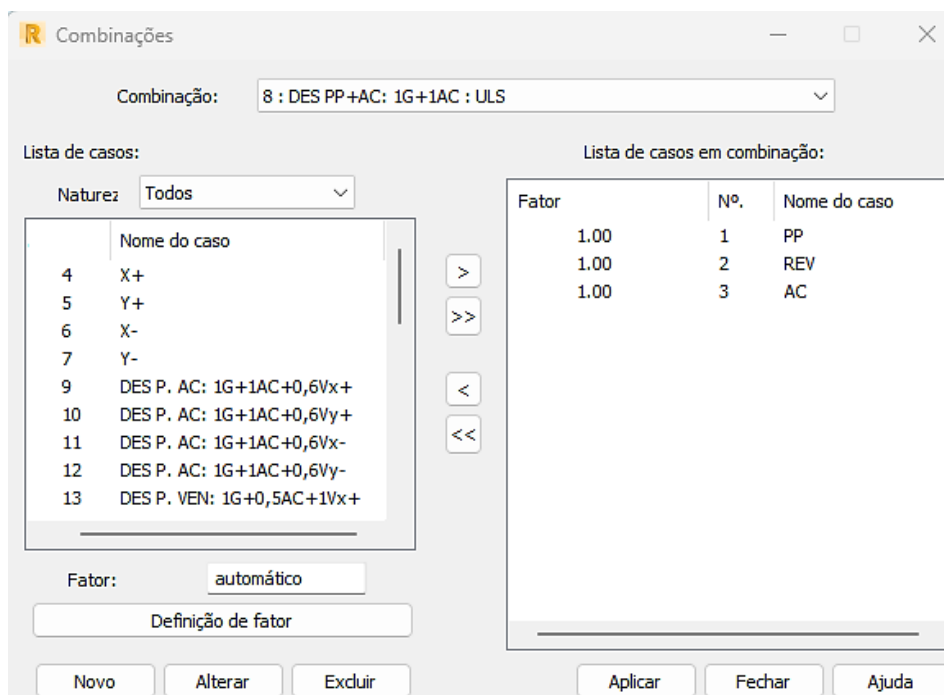 R Combinações
Combinação: 8 : DES PP+AC: 1G+1AC : ULS
Lista de casos:
Naturez Todos
Nome do caso
4 X+
5 Y+
6 X-
7 Y-
9 DES P. AC: 1G+1AC+0,6Vx+
10 DES P. AC: 1G+1AC+0,6Vy+
11 DES P. AC: 1G+1AC+0,6Vx-
12 DES P. AC: 1G+1AC+0,6Vy-
13 DES P. VEN: 1G+0,5AC+1Vx+
Fator: automático
Definição de fator
Novo Alterar Excluir
>
>>
<
<<
Lista de casos em combinação:
Fator Nº. Nome do caso
1.00 1 PP
1.00 2 REV
1.00 3 AC
Aplicar Fechar Ajuda